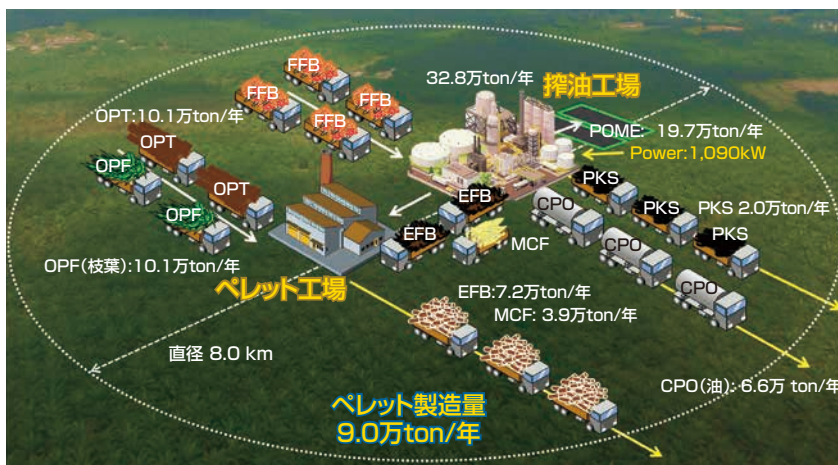 FFB
FFB
FFB
FFB
32.8万ton/年
搾油工場
OPT:10.1万ton/年
POME: 19.7万ton/年
Power:1,090kW
OPT
OPF
OPT
OPF
EFB
EFB
MCF
PKS
PKS
PKS
PKS 2.0万ton/年
CPO
CPO
CPO
OPF(枝葉):10.1万ton/年
ペレット工場
EFB:7.2万ton/年
MCF: 3.9万ton/年
直径 8.0 km
CPO(油): 6.6万 ton/年
ペレット製造量
9.0万ton/年